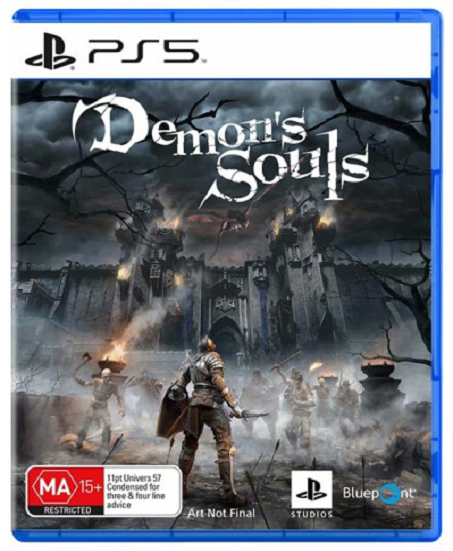 PS5
Demon's
Souls
MA 15+
RESTRICTED
11pt Univers 57
Condensed for
three & four line
advice
Art Not Final
STUDIOS
Bluepoint